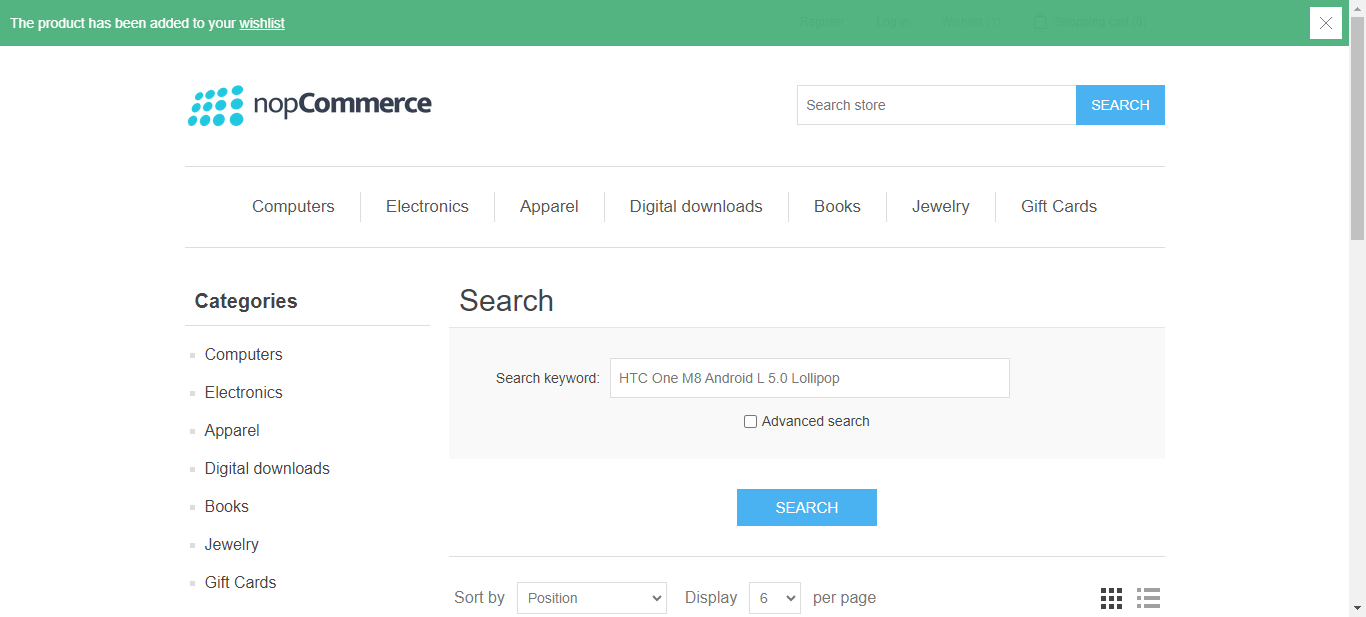 The product has been added to your wishlist
Register Log in Wishlist (1) Shopping cart (0)
nopCommerce
Search store
SEARCH
Computers Electronics Apparel Digital downloads Books Jewelry Gift Cards
Categories
Computers
Electronics
Apparel
Digital downloads
Books
Jewelry
Gift Cards
Search
Search keyword: HTC One M8 Android L 5.0 Lollipop
Advanced search
SEARCH
Sort by Position Display 6 per page